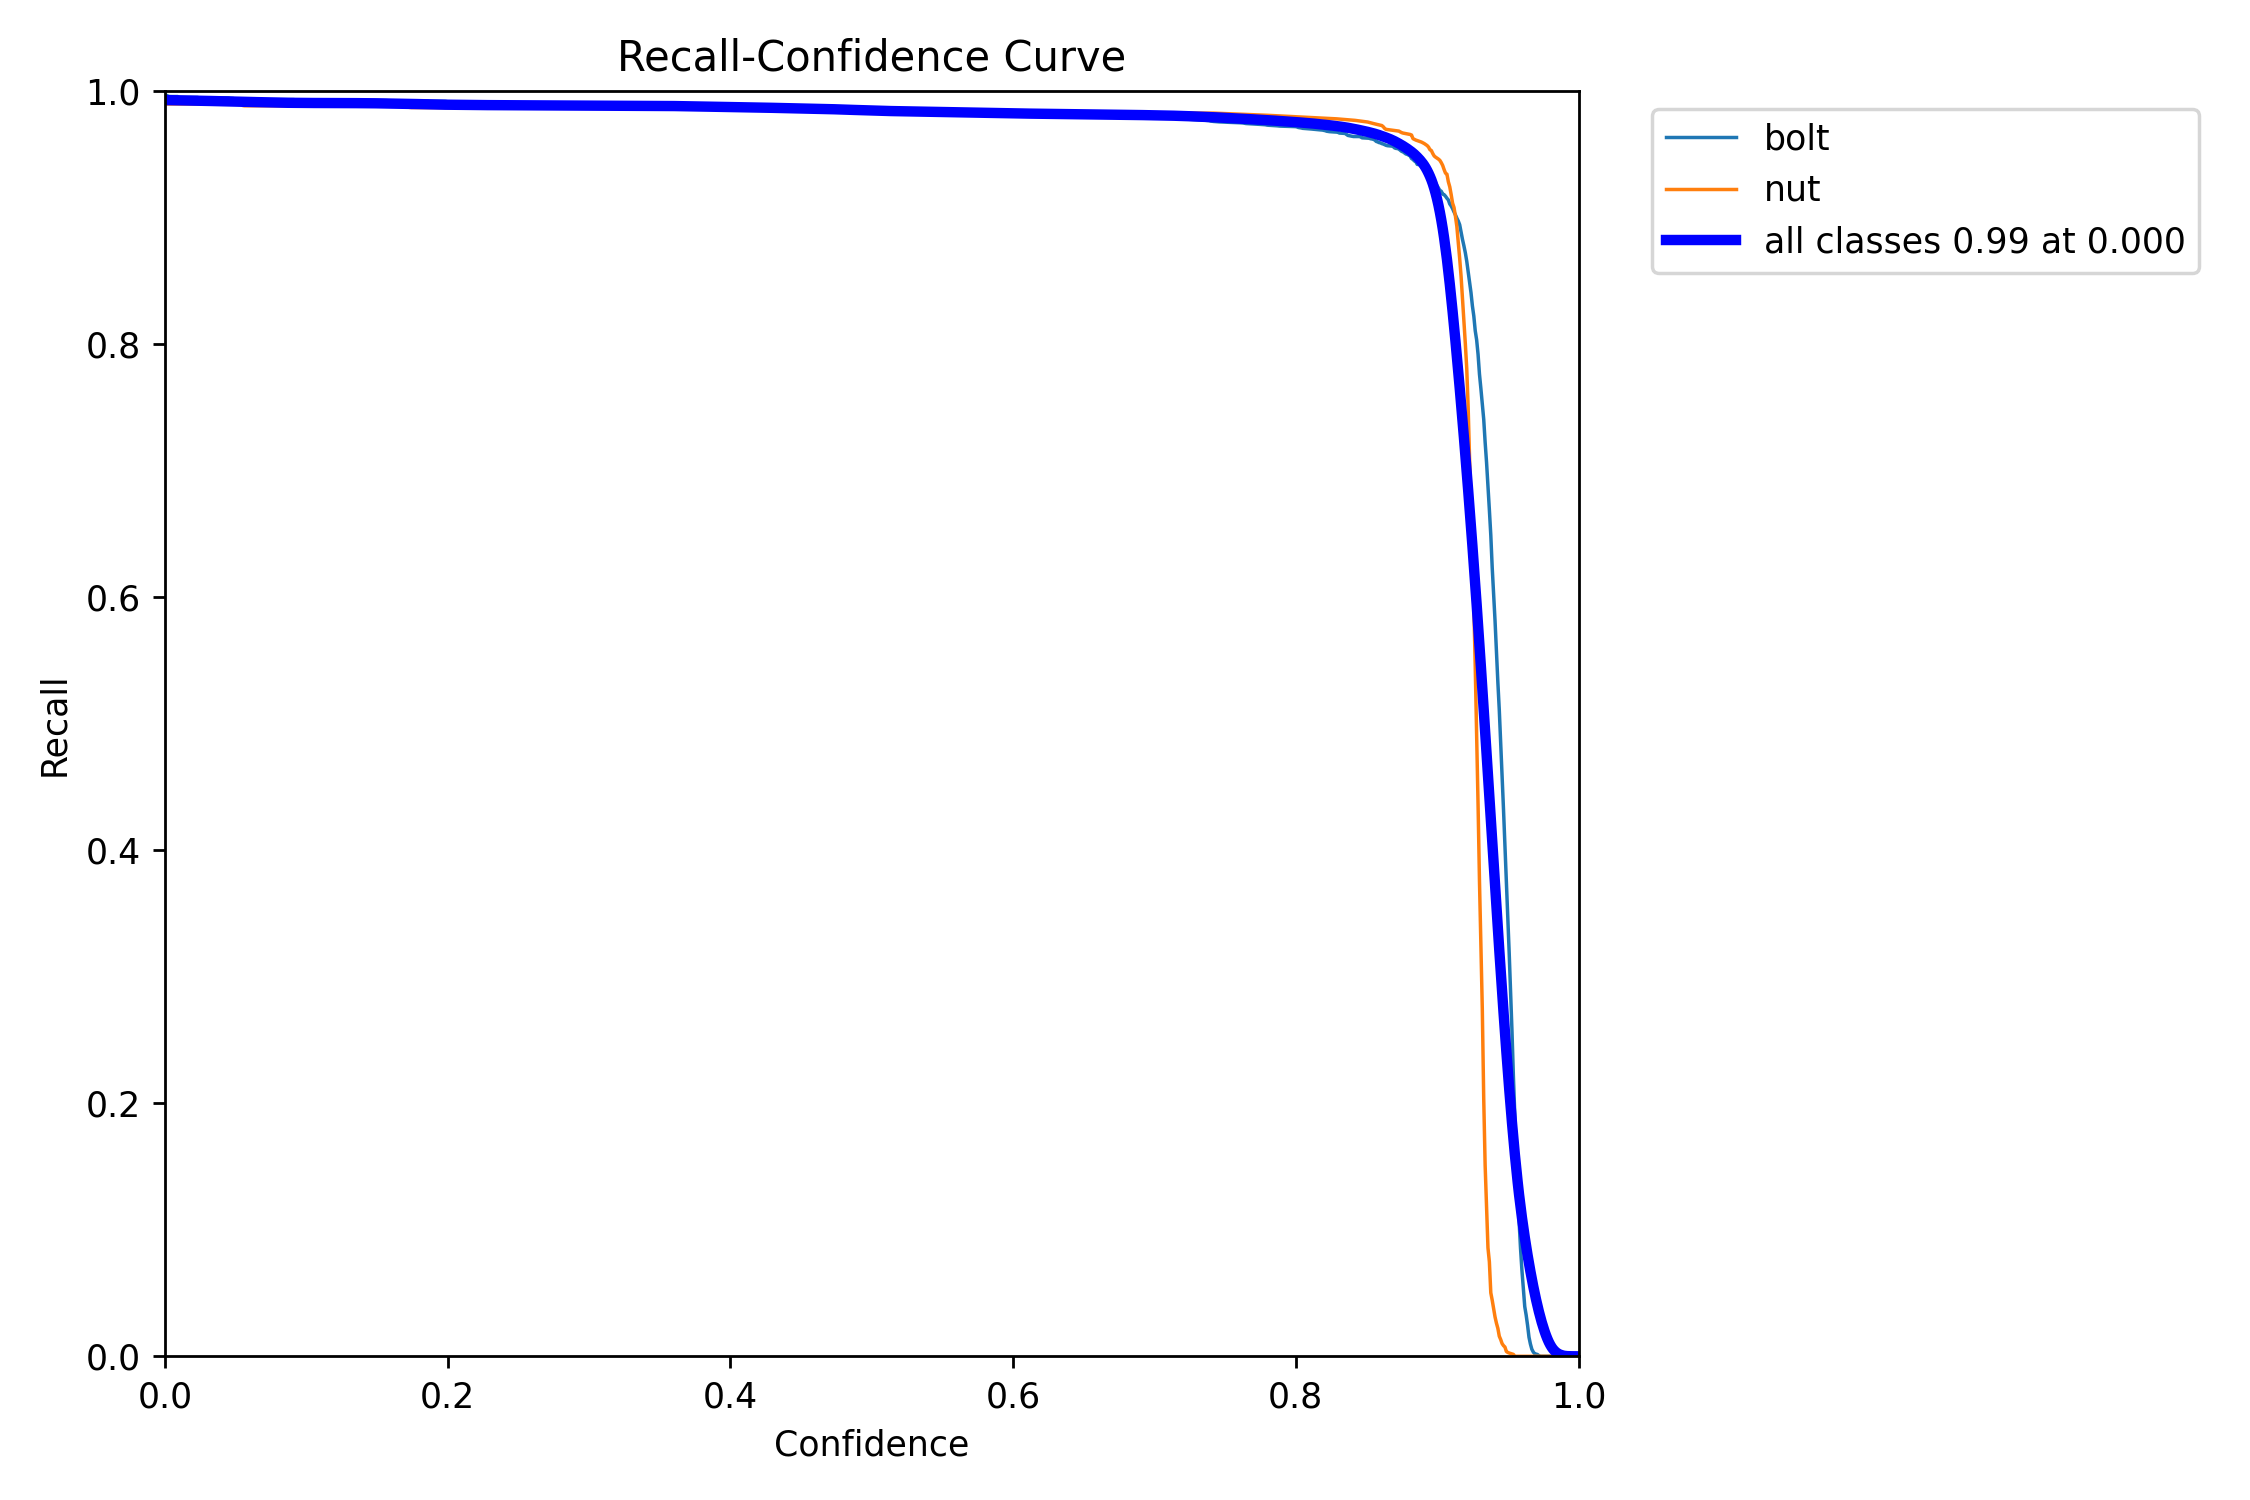 Recall-Confidence Curve
1.0
0.8
0.6
0.4
0.2
0.0
Recall
0.0 0.2 0.4 0.6 0.8 1.0
Confidence
bolt
nut
all classes 0.99 at 0.000